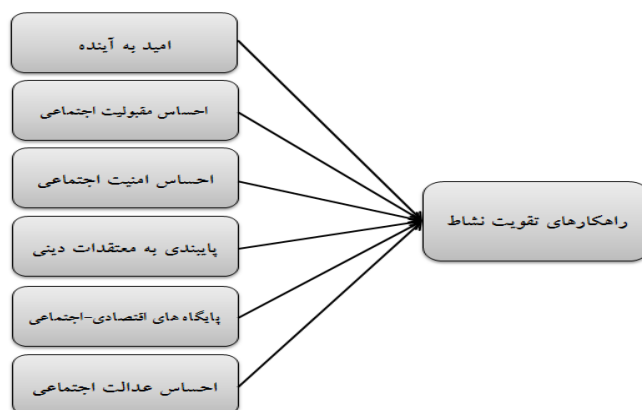 امید به آینده
احساس مقبولیت اجتماعی
احساس امنیت اجتماعی
پایبندی به معتقدات دینی
پایگاه های اقتصادی-اجتماعی
احساس عدالت اجتماعی
راهکارهای تقویت نشاط